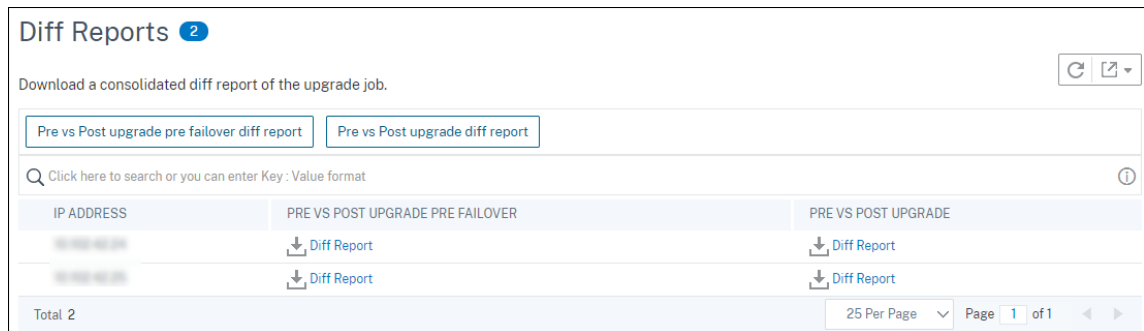 Diff Reports 2
Download a consolidated diff report of the upgrade job.
Pre vs Post upgrade pre failover diff report Pre vs Post upgrade diff report
Click here to search or you can enter Key : Value format
IP ADDRESS PRE VS POST UPGRADE PRE FAILOVER PRE VS POST UPGRADE
Diff Report Diff Report
Diff Report Diff Report
Total 2 25 Per Page Page 1 of 1